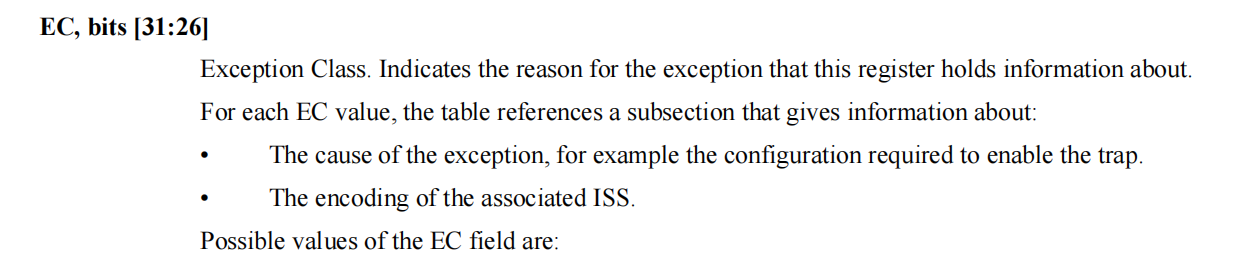 EC, bits [31:26]
Exception Class. Indicates the reason for the exception that this register holds information about.
For each EC value, the table references a subsection that gives information about:
• The cause of the exception, for example the configuration required to enable the trap.
• The encoding of the associated ISS.
Possible values of the EC field are: